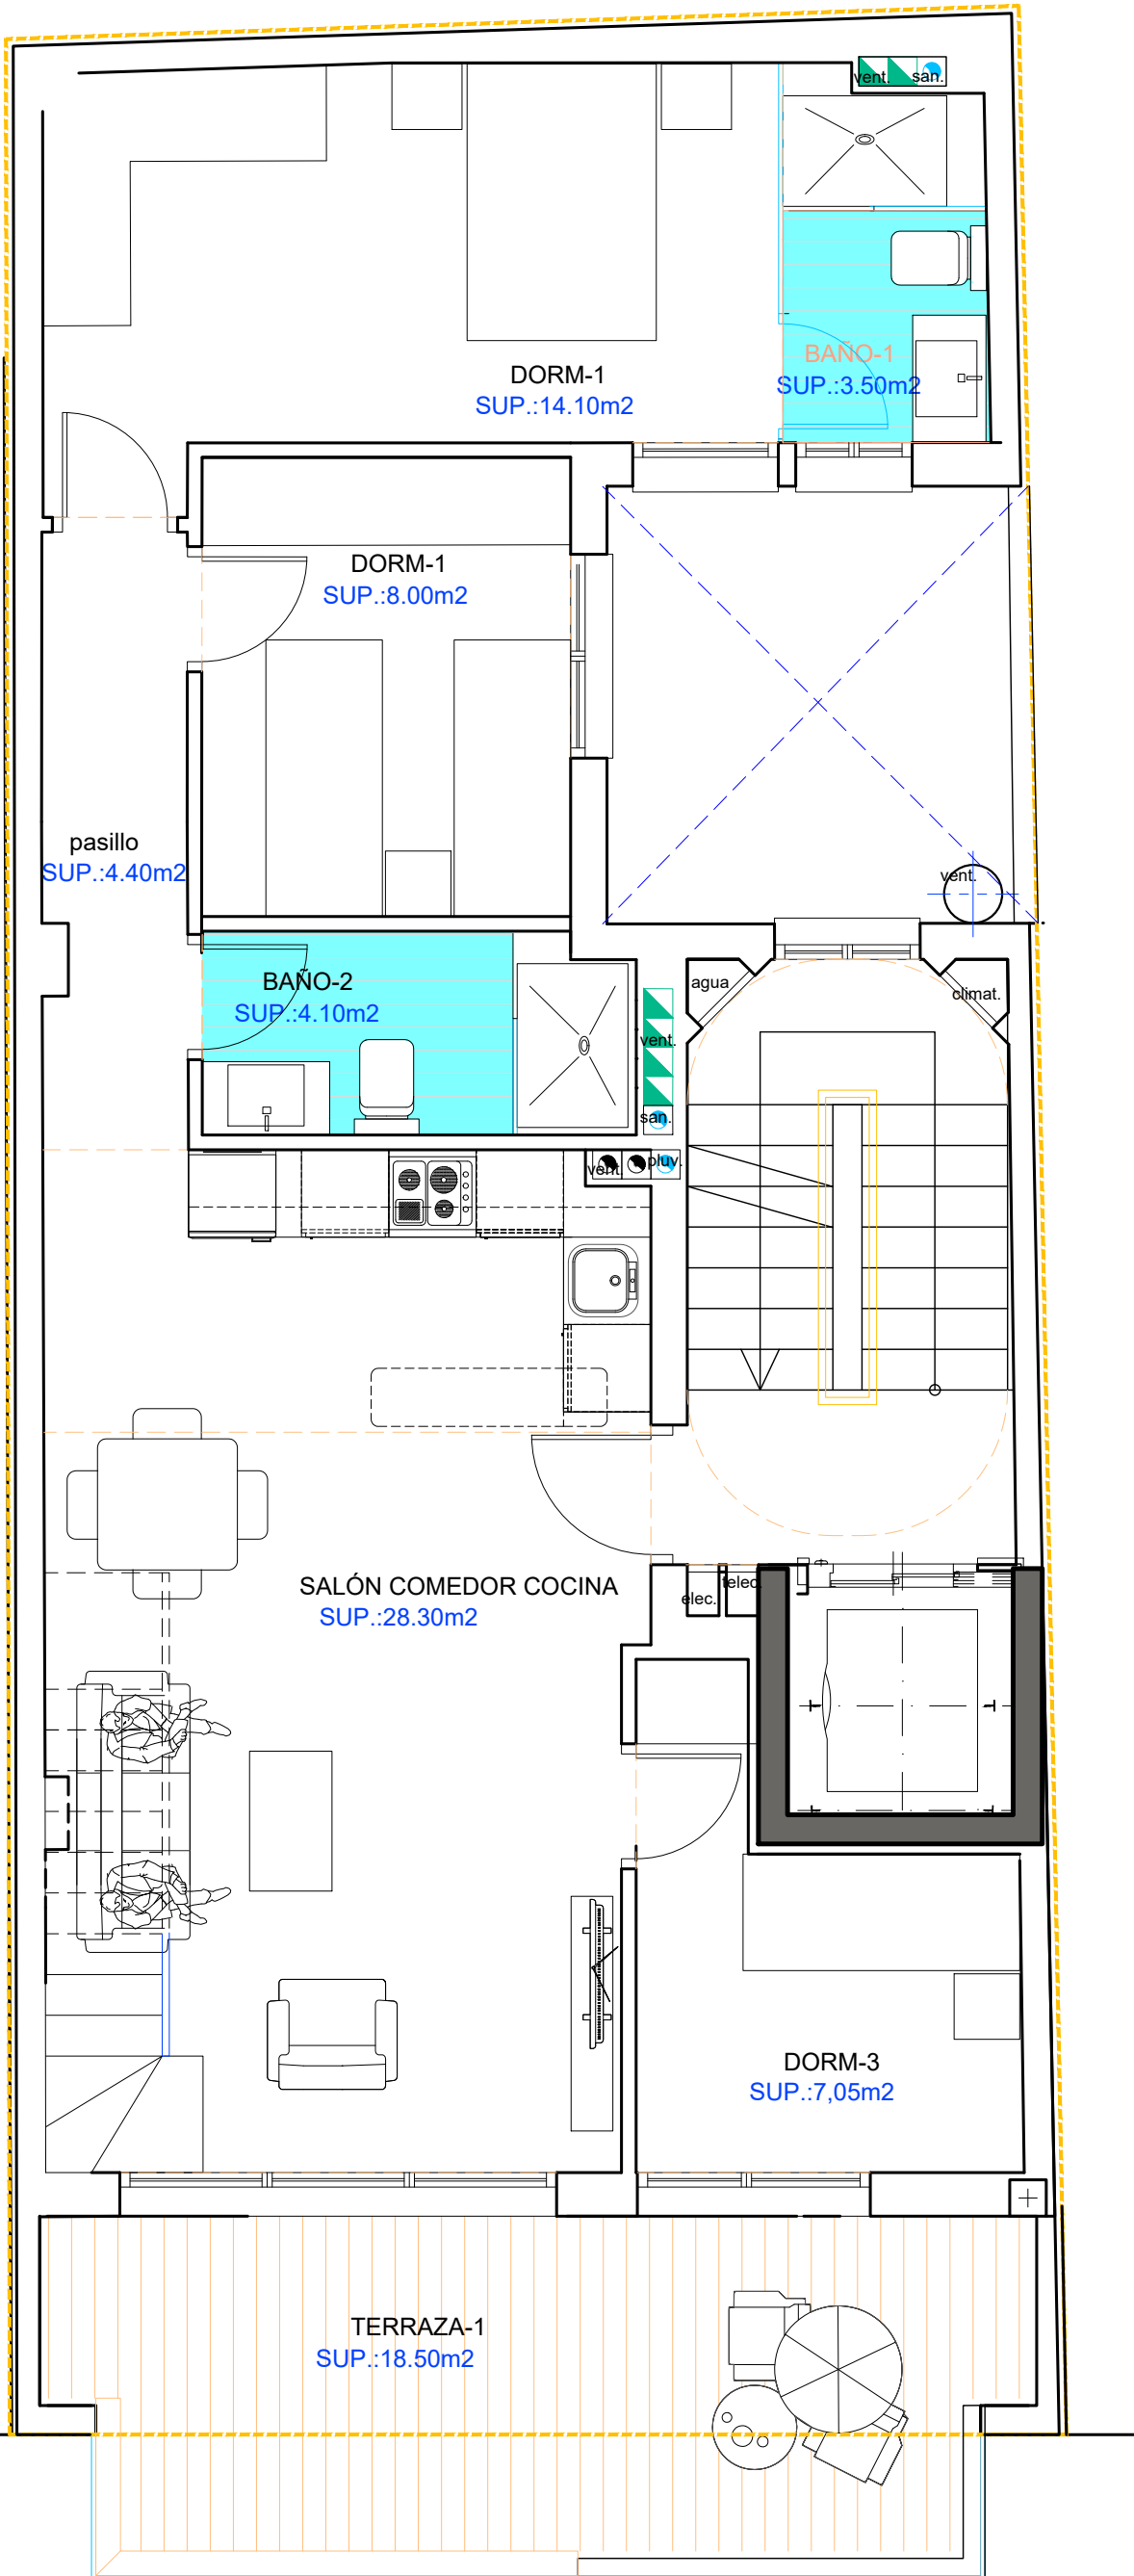 vent.
san.
DORM-1
SUP.:14.10m2
BAÑO-1
SUP.:3.50m2
DORM-1
SUP.:8.00m2
pasillo
SUP.:4.40m2
vent.
BAÑO-2
SUP.:4.10m2
agua
climat.
vent.
san.
vent.
pluv.
SALÓN COMEDOR COCINA
SUP.:28.30m2
elec.
telec.
DORM-3
SUP.:7,05m2
TERRAZA-1
SUP.:18.50m2